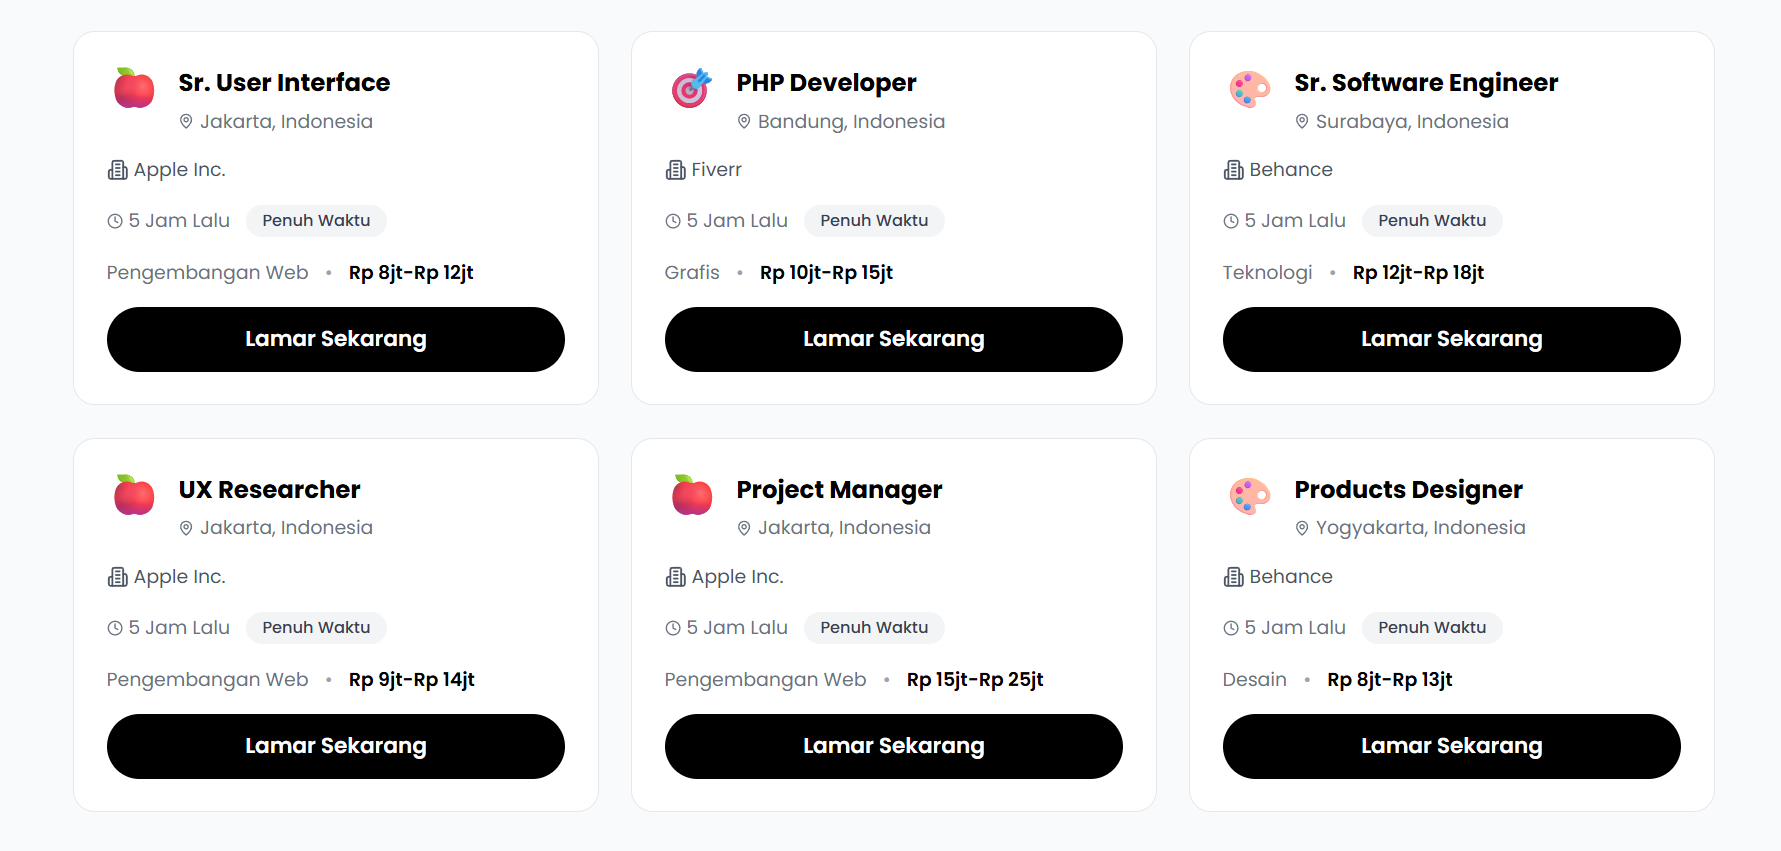 Sr. User Interface
Jakarta, Indonesia
Apple Inc.
5 Jam Lalu Penuh Waktu
Pengembangan Web • Rp 8jt-Rp 12jt
Lamar Sekarang
PHP Developer
Bandung, Indonesia
Fiverr
5 Jam Lalu Penuh Waktu
Grafis • Rp 10jt-Rp 15jt
Lamar Sekarang
Sr. Software Engineer
Surabaya, Indonesia
Behance
5 Jam Lalu Penuh Waktu
Teknologi • Rp 12jt-Rp 18jt
Lamar Sekarang
UX Researcher
Jakarta, Indonesia
Apple Inc.
5 Jam Lalu Penuh Waktu
Pengembangan Web • Rp 9jt-Rp 14jt
Lamar Sekarang
Project Manager
Jakarta, Indonesia
Apple Inc.
5 Jam Lalu Penuh Waktu
Pengembangan Web • Rp 15jt-Rp 25jt
Lamar Sekarang
Products Designer
Yogyakarta, Indonesia
Behance
5 Jam Lalu Penuh Waktu
Desain • Rp 8jt-Rp 13jt
Lamar Sekarang